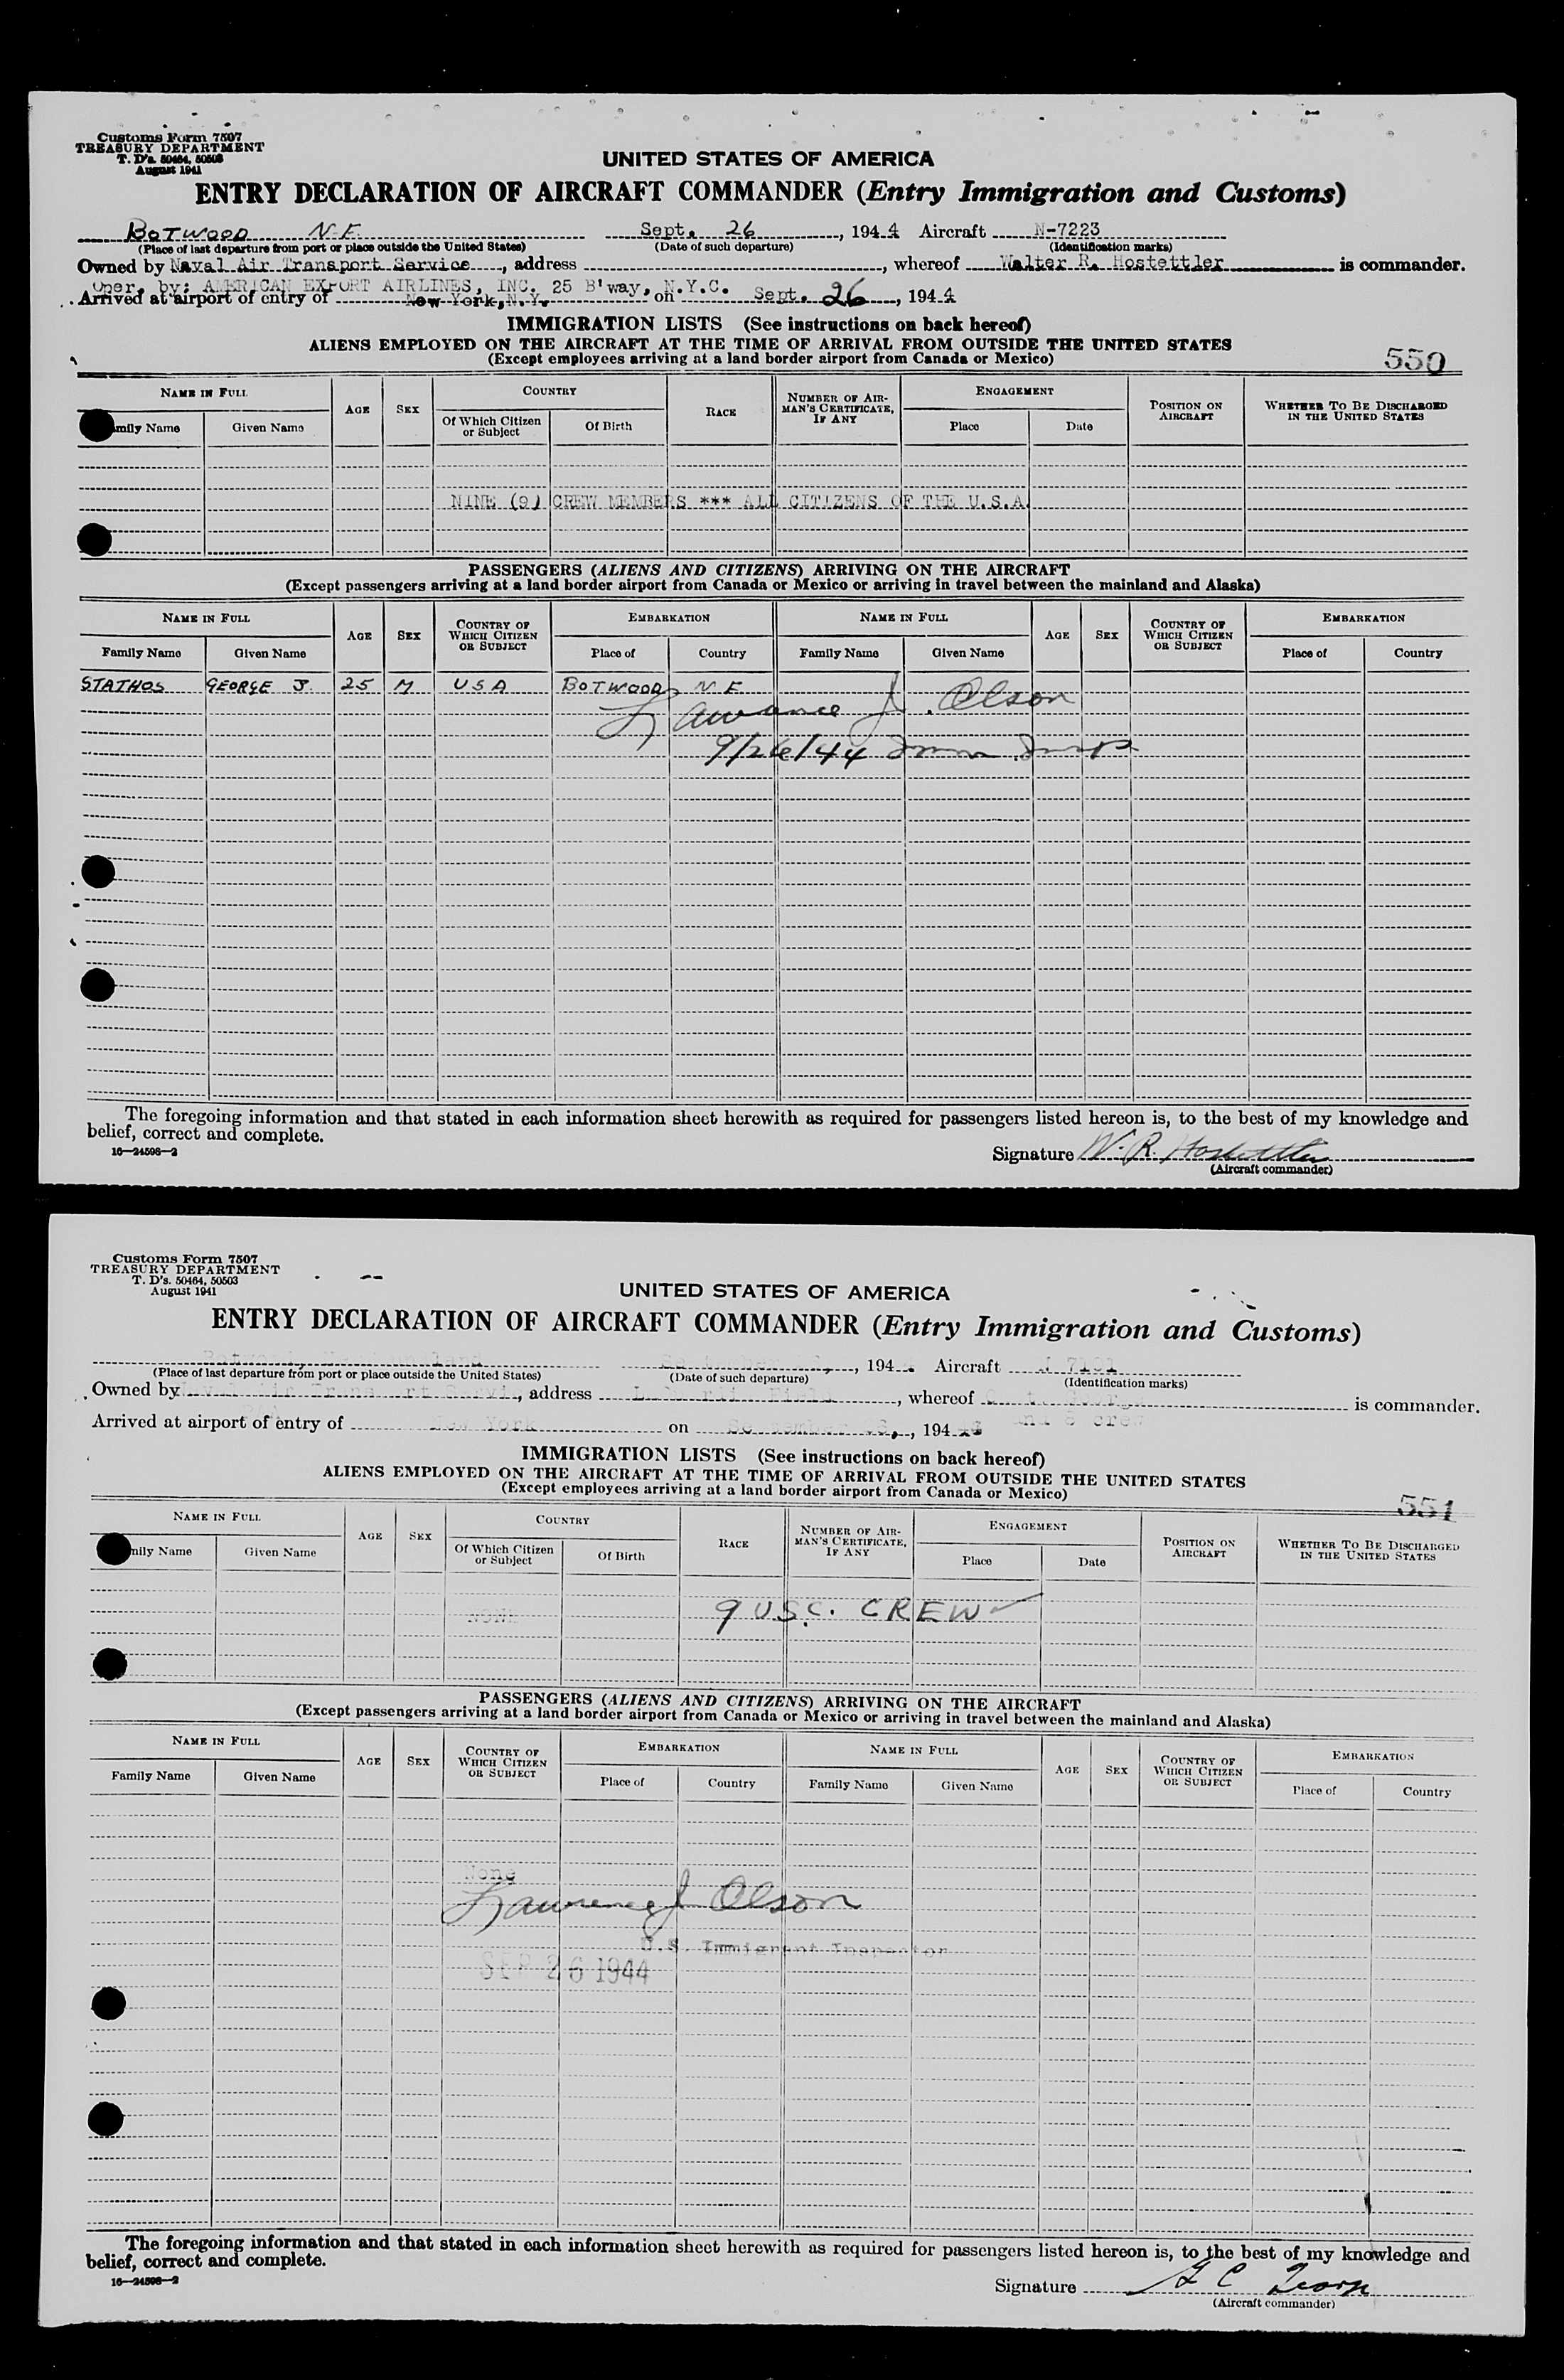 Customs Form 7507
TREASURY DEPARTMENT
T. D's. 50464, 50503
August 1941
UNITED STATES OF AMERICA
ENTRY DECLARATION OF AIRCRAFT COMMANDER (Entry Immigration and Customs)
BOTWOOD N.F. Sept. 26, 1944 Aircraft N-7223
(Place of last departure from port or place outside the United States) (Date of such departure) (Identification marks)
Owned by Naval Air Transport Service, address , whereof Walter R. Hostettler is commander.
Oper. by: AMERICAN EXPORT AIRLINES, INC. 25 B'way, N.Y.C.
Arrived at airport of entry of New York, N.Y. on Sept. 26, 1944
IMMIGRATION LISTS (See instructions on back hereof)
ALIENS EMPLOYED ON THE AIRCRAFT AT THE TIME OF ARRIVAL FROM OUTSIDE THE UNITED STATES
(Except employees arriving at a land border airport from Canada or Mexico)
550
NAME IN FULL AGE SEX COUNTRY RACE NUMBER OF AIRMAN'S CERTIFICATE, IF ANY ENGAGEMENT POSITION ON AIRCRAFT WHETHER TO BE DISCHARGED IN THE UNITED STATES
mily Name Given Name Of Which Citizen or Subject Of Birth Place Date
NINE (9) CREW MEMBERS *** ALL CITIZENS OF THE U.S.A.
PASSENGERS (ALIENS AND CITIZENS) ARRIVING ON THE AIRCRAFT
(Except passengers arriving at a land border airport from Canada or Mexico or arriving in travel between the mainland and Alaska)
NAME IN FULL AGE SEX COUNTRY OF WHICH CITIZEN OR SUBJECT EMBARKATION NAME IN FULL AGE SEX COUNTRY OF WHICH CITIZEN OR SUBJECT EMBARKATION
Family Name Given Name Place of Country Family Name Given Name Place of Country
STATHOS GEORGE J. 25 M USA BOTWOOD N.F.
Lawrence J. Olson
9/26/44 Imm. Insp
The foregoing information and that stated in each information sheet herewith as required for passengers listed hereon is, to the best of my knowledge and
belief, correct and complete.
16—24598—2
Signature W. R. Hostettler
(Aircraft commander)
Customs Form 7507
TREASURY DEPARTMENT
T. D's. 50464, 50503
August 1941
UNITED STATES OF AMERICA
ENTRY DECLARATION OF AIRCRAFT COMMANDER (Entry Immigration and Customs)
, 194 Aircraft
(Place of last departure from port or place outside the United States) (Date of such departure) (Identification marks)
Owned by , address , whereof is commander.
Arrived at airport of entry of New York on , 194 and 8 crew
IMMIGRATION LISTS (See instructions on back hereof)
ALIENS EMPLOYED ON THE AIRCRAFT AT THE TIME OF ARRIVAL FROM OUTSIDE THE UNITED STATES
(Except employees arriving at a land border airport from Canada or Mexico)
551
NAME IN FULL AGE SEX COUNTRY RACE NUMBER OF AIRMAN'S CERTIFICATE, IF ANY ENGAGEMENT POSITION ON AIRCRAFT WHETHER TO BE DISCHARGED IN THE UNITED STATES
mily Name Given Name Of Which Citizen or Subject Of Birth Place Date
NONE 9 USC. CREW
PASSENGERS (ALIENS AND CITIZENS) ARRIVING ON THE AIRCRAFT
(Except passengers arriving at a land border airport from Canada or Mexico or arriving in travel between the mainland and Alaska)
NAME IN FULL AGE SEX COUNTRY OF WHICH CITIZEN OR SUBJECT EMBARKATION NAME IN FULL AGE SEX COUNTRY OF WHICH CITIZEN OR SUBJECT EMBARKATION
Family Name Given Name Place of Country Family Name Given Name Place of Country
None
Lawrence J Olson
U.S. Immigrant Inspector
SEP 26 1944
The foregoing information and that stated in each information sheet herewith as required for passengers listed hereon is, to the best of my knowledge and
belief, correct and complete.
16—24598—2
Signature
(Aircraft commander)